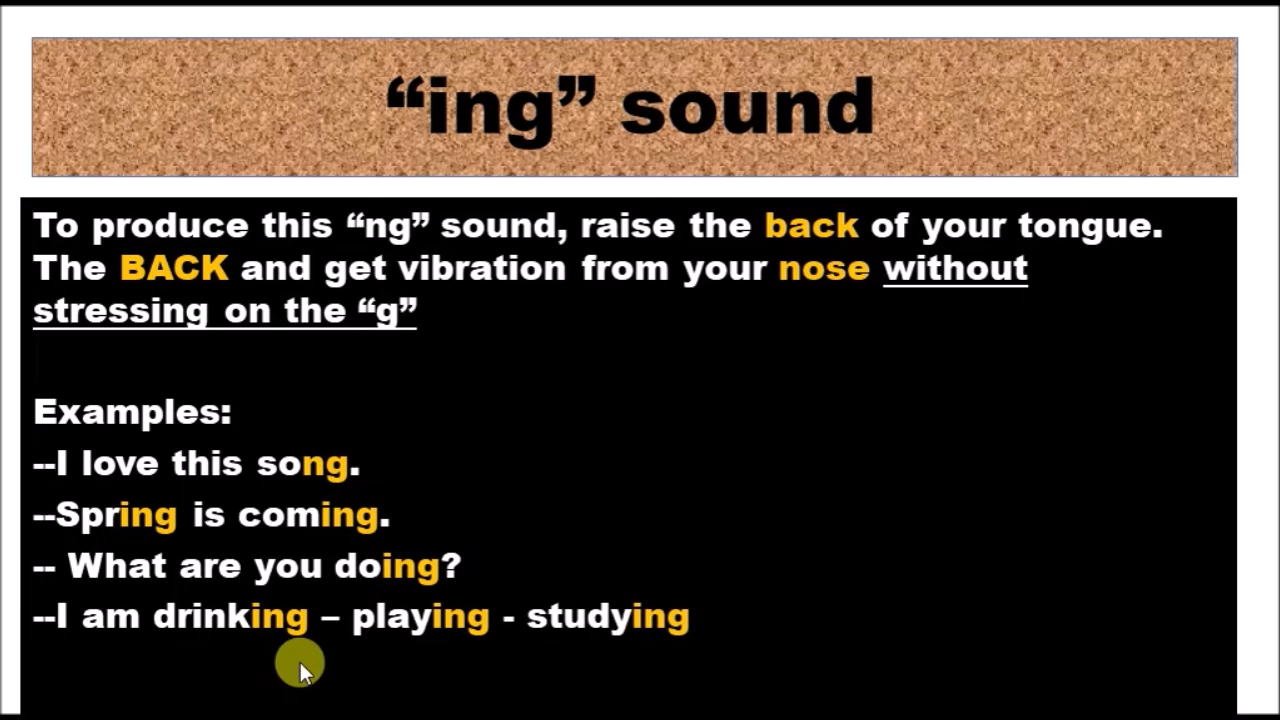 “ing” sound
To produce this “ng” sound, raise the back of your tongue.
The BACK and get vibration from your nose without
stressing on the “g”
Examples:
--I love this song.
--Spring is coming.
-- What are you doing?
--I am drinking – playing - studying